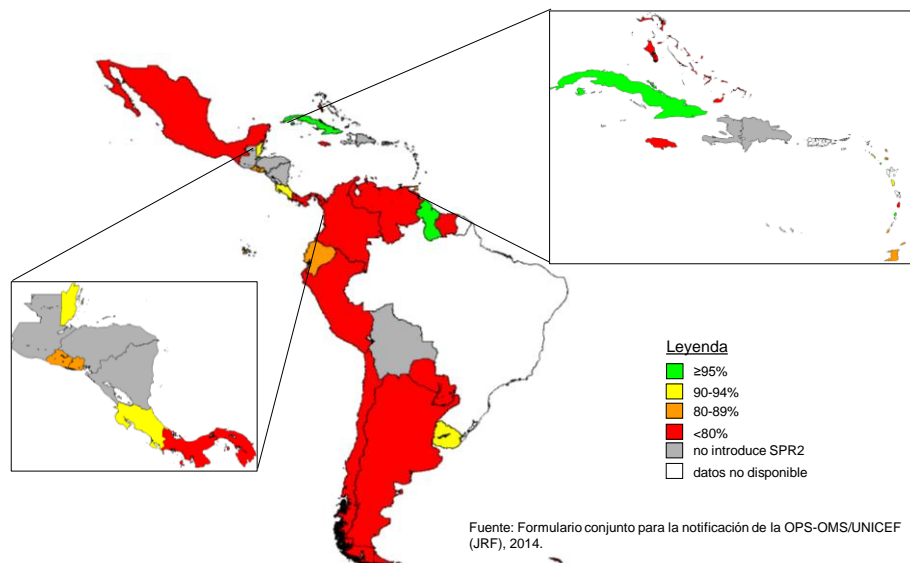 Leyenda
≥95%
90-94%
80-89%
<80%
no introduce SPR2
datos no disponible
Fuente: Formulario conjunto para la notificación de la OPS-OMS/UNICEF
(JRF), 2014.